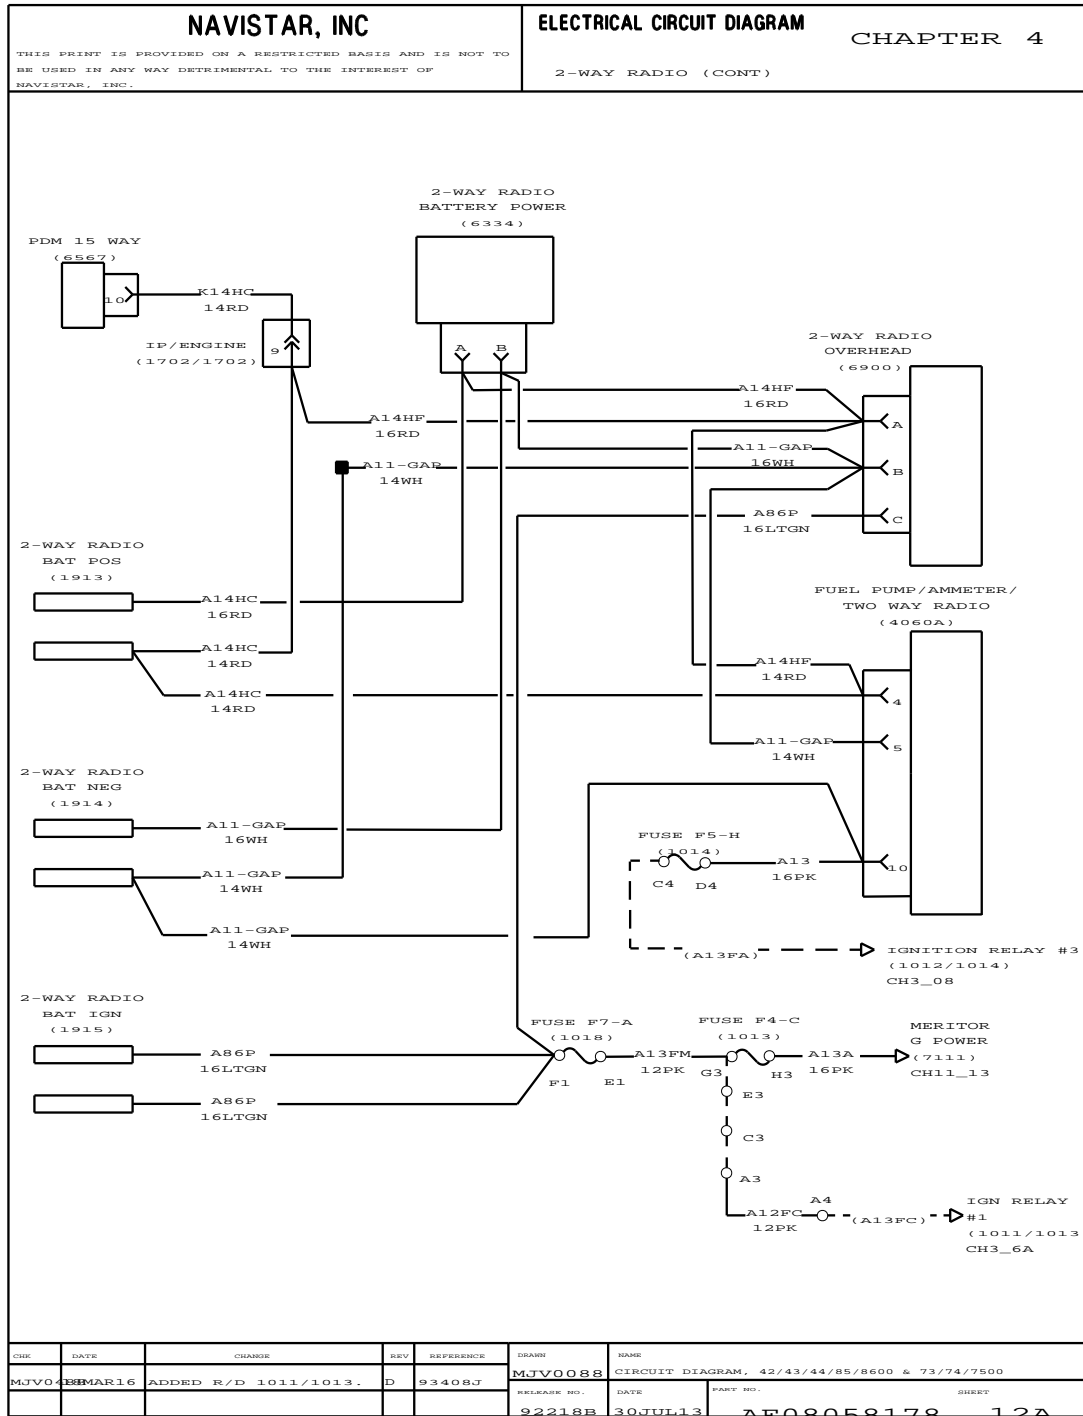 NAVISTAR, INC
THIS PRINT IS PROVIDED ON A RESTRICTED BASIS AND IS NOT TO
BE USED IN ANY WAY DETRIMENTAL TO THE INTEREST OF
NAVISTAR, INC.
ELECTRICAL CIRCUIT DIAGRAM
CHAPTER 4
2-WAY RADIO (CONT)
2-WAY RADIO
BATTERY POWER
(6334)
PDM 15 WAY
(6567)
10
K14HC
14RD
IP/ENGINE
(1702/1702)
9
A
B
2-WAY RADIO
OVERHEAD
(6900)
A14HF
16RD
A14HF
16RD
A
A11-GAP
16WH
A11-GAP
14WH
B
A86P
16LTGN
C
2-WAY RADIO
BAT POS
(1913)
A14HC
16RD
A14HC
14RD
A14HC
14RD
FUEL PUMP/AMMETER/
TWO WAY RADIO
(4060A)
A14HF
14RD
4
A11-GAP
14WH
5
2-WAY RADIO
BAT NEG
(1914)
A11-GAP
16WH
A11-GAP
14WH
A11-GAP
14WH
FUSE F5-H
(1014)
C4
D4
A13
16PK
10
(A13FA)
IGNITION RELAY #3
(1012/1014)
CH3_08
2-WAY RADIO
BAT IGN
(1915)
A86P
16LTGN
A86P
16LTGN
FUSE F7-A
(1018)
F1
E1
A13FM
12PK
FUSE F4-C
(1013)
G3
H3
A13A
16PK
MERITOR
G POWER
(7111)
CH11_13
E3
C3
A3
A12FC
12PK
A4
(A13FC)
IGN RELAY
#1
(1011/1013
CH3_6A
CHK DATE CHANGE REV REFERENCE
ADDED R/D 1011/1013. D 93408J
DRAWN
MJV0088
NAME
CIRCUIT DIAGRAM, 42/43/44/85/8600 & 73/74/7500
RELEASE NO.
92218B
DATE
30JUL13
PART NO.
AF08058178
SHEET
12A